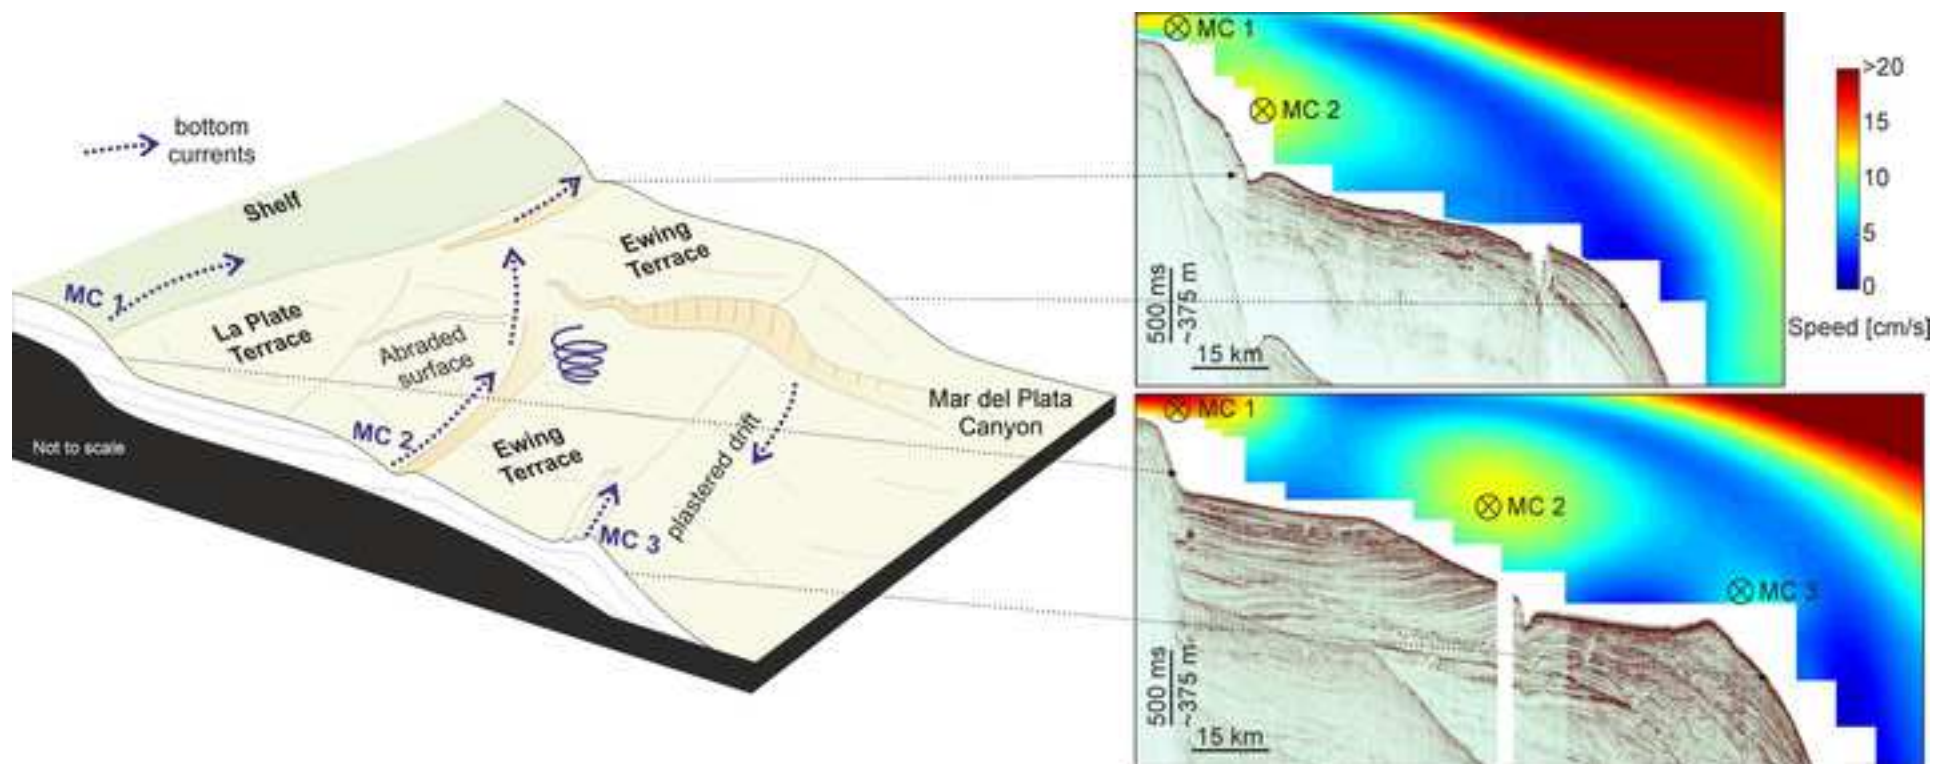 bottom
currents
Shelf
MC 1
La Plate
Terrace
Abraded
surface
Ewing
Terrace
MC 2
Ewing
Terrace
plastered drift
MC 3
Mar del Plata
Canyon
Not to scale
MC 1
MC 2
500 ms
~375 m
15 km
>20
15
10
5
0
Speed [cm/s]
MC 1
MC 2
MC 3
500 ms
~375 m
15 km